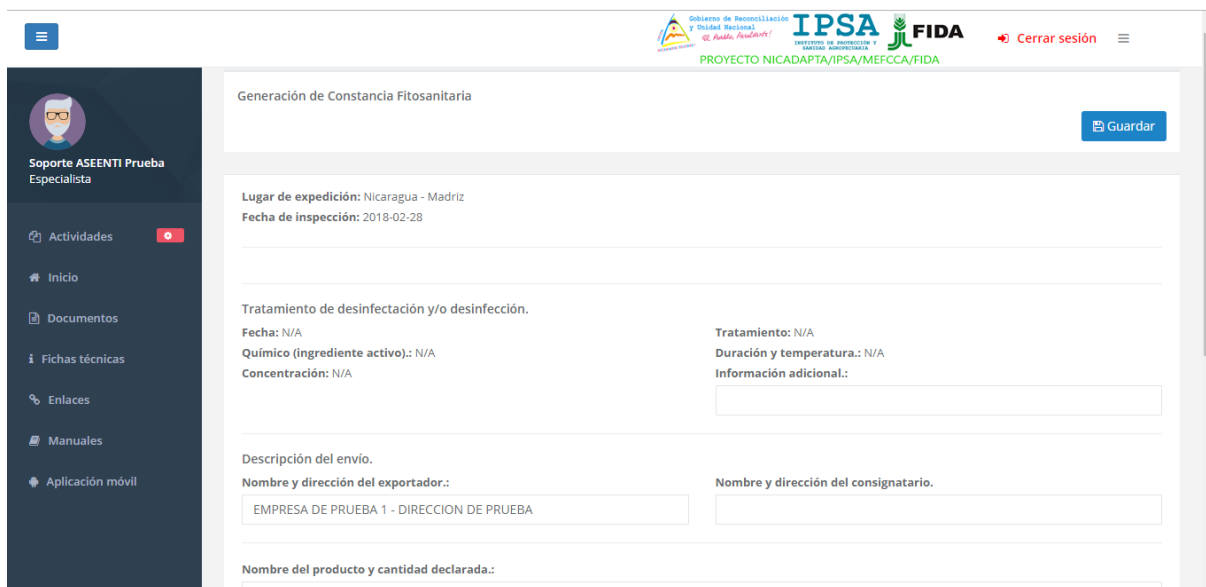 Gobierno de Reconciliación
y Unidad Nacional
El Pueblo, Presidente!
IPSA
INSTITUTO DE PROTECCIÓN Y
SANIDAD AGROPECUARIA
FIDA
PROYECTO NICADAPTA/IPSA/MEFCCA/FIDA
Cerrar sesión
Soporte ASEENTI Prueba
Especialista
Actividades
Inicio
Documentos
Fichas técnicas
Enlaces
Manuales
Aplicación móvil
Generación de Constancia Fitosanitaria
Guardar
Lugar de expedición: Nicaragua - Madriz
Fecha de inspección: 2018-02-28
Tratamiento de desinfectación y/o desinfección.
Fecha: N/A
Tratamiento: N/A
Químico (ingrediente activo).: N/A
Duración y temperatura.: N/A
Concentración: N/A
Información adicional.:
Descripción del envío.
Nombre y dirección del exportador.:
Nombre y dirección del consignatario.
EMPRESA DE PRUEBA 1 - DIRECCION DE PRUEBA
Nombre del producto y cantidad declarada.: